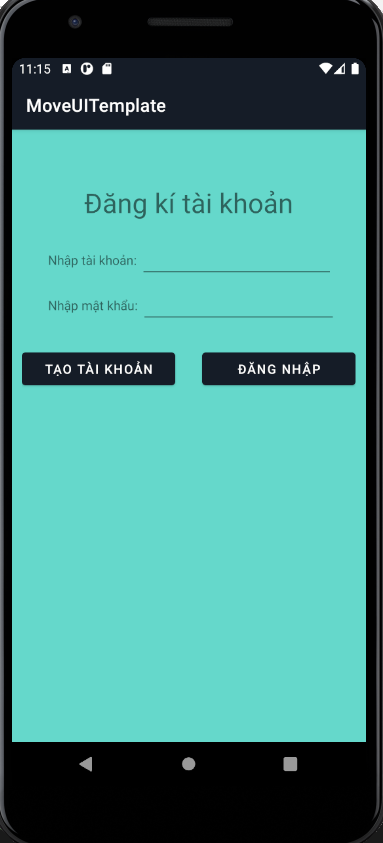 11:15
MoveUITemplate
Đăng kí tài khoản
Nhập tài khoản:
Nhập mật khẩu:
TẠO TÀI KHOẢN ĐĂNG NHẬP